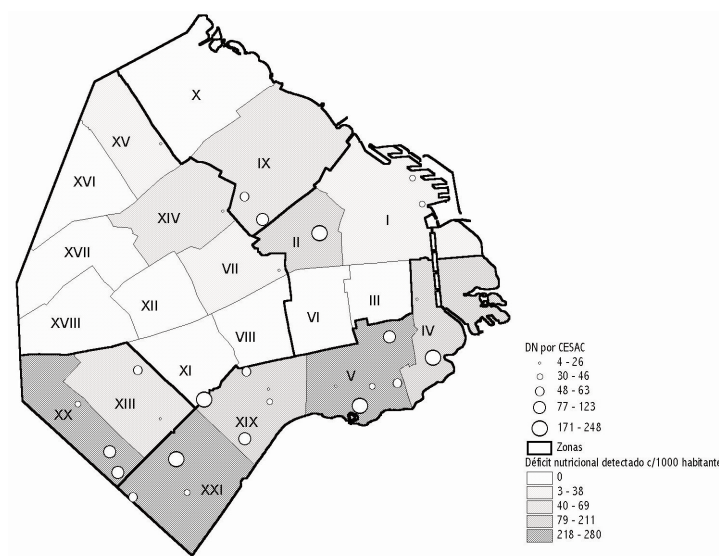 X
XV
IX
XVI
XIV
I
II
XVII
VII
XII
III
XVIII
VI
IV
VIII
XI
V
XIII
XX
XIX
XXI
DN por CESAC
4 - 26
30 - 46
48 - 63
77 - 123
171 - 248
Zonas
Déficit nutricional detectado c/1000 habitante
0
3 - 38
40 - 69
79 - 211
218 - 280